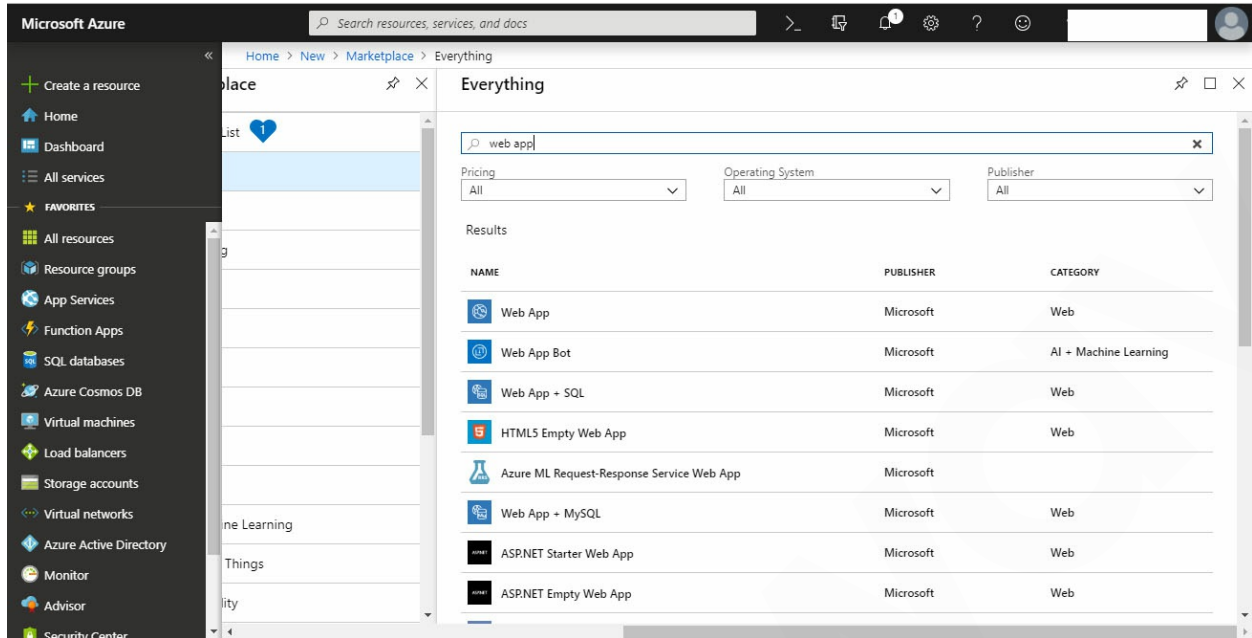 Microsoft Azure
Search resources, services, and docs
1
Home > New > Marketplace > Everything
Create a resource
Home
Dashboard
All services
FAVORITES
All resources
Resource groups
App Services
Function Apps
SQL databases
Azure Cosmos DB
Virtual machines
Load balancers
Storage accounts
Virtual networks
Azure Active Directory
Monitor
Advisor
Security Center
place
List 1
g
ne Learning
Things
lity
Everything
web app
Pricing Operating System Publisher
All All All
Results
NAME PUBLISHER CATEGORY
Web App Microsoft Web
Web App Bot Microsoft AI + Machine Learning
Web App + SQL Microsoft Web
HTML5 Empty Web App Microsoft Web
Azure ML Request-Response Service Web App Microsoft
Web App + MySQL Microsoft Web
ASP.NET Starter Web App Microsoft Web
ASP.NET Empty Web App Microsoft Web